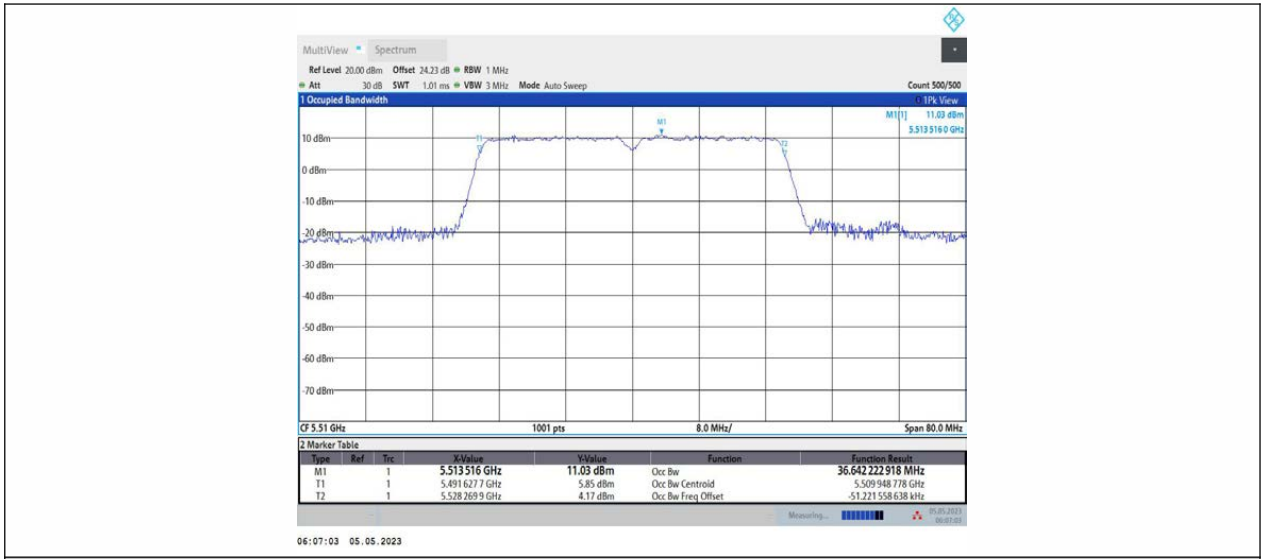 MultiView Spectrum
Ref Level 20.00 dBm Offset 24.23 dB RBW 1 MHz
Att 30 dB SWT 1.01 ms VBW 3 MHz Mode Auto Sweep Count 500/500
1 Occupied Bandwidth 1Pk View
M1[1] 11.03 dBm
5.513 516 0 GHz
M1
T1
T2
10 dBm
0 dBm
-10 dBm
-20 dBm
-30 dBm
-40 dBm
-50 dBm
-60 dBm
-70 dBm
CF 5.51 GHz 1001 pts 8.0 MHz/ Span 80.0 MHz
2 Marker Table
Type Ref Trc X-Value Y-Value Function Function Result
M1 1 5.513 516 GHz 11.03 dBm Occ Bw 36.642 222 918 MHz
T1 1 5.491 627 7 GHz 5.85 dBm Occ Bw Centroid 5.509 948 778 GHz
T2 1 5.528 269 9 GHz 4.17 dBm Occ Bw Freq Offset -51.221 558 638 kHz
Measuring... 05.05.2023
06:07:03
06:07:03 05.05.2023